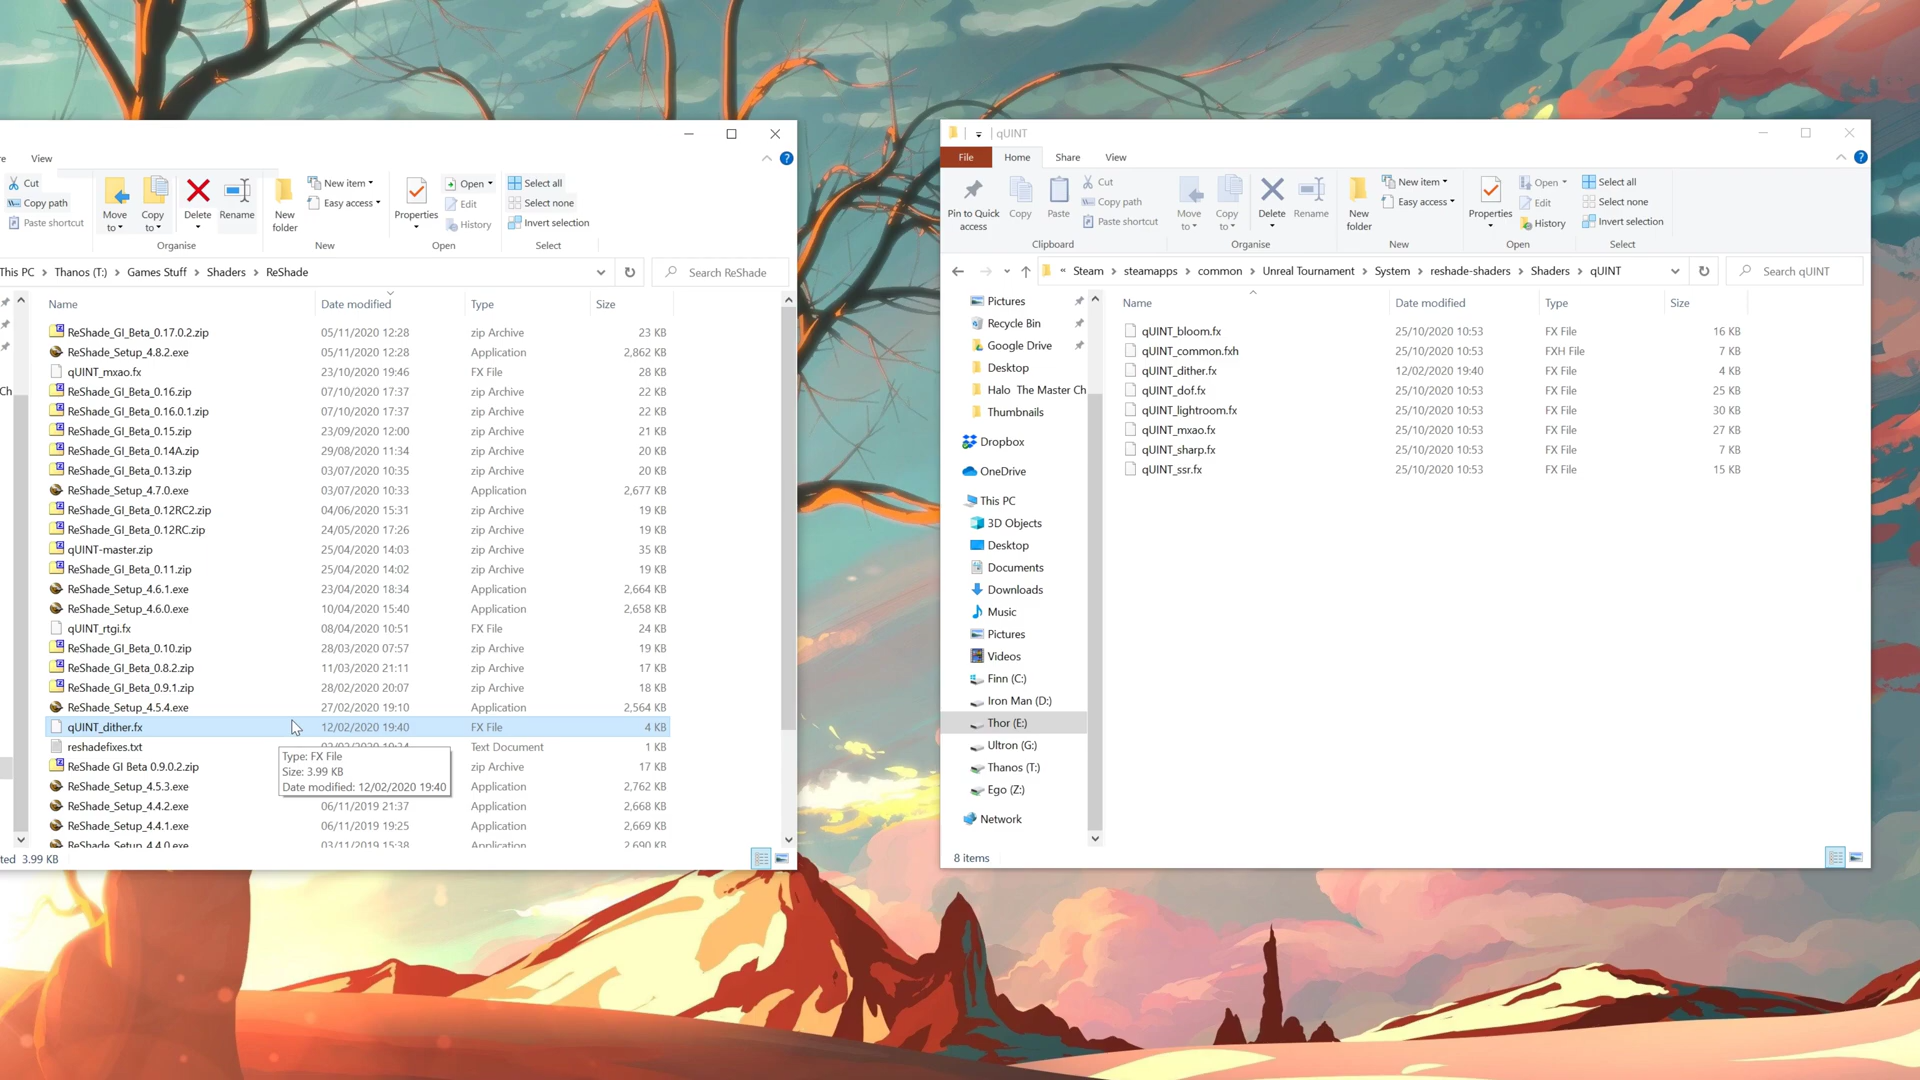 re
View
Cut
Copy path
Paste shortcut
Move to
Copy to
Delete
Rename
Organise
New folder
New item
Easy access
New
Properties
Open
Edit
History
Open
Select all
Select none
Invert selection
Select
This PC > Thanos (T:) > Games Stuff > Shaders > ReShade
Search ReShade
Name Date modified Type Size
ReShade_GI_Beta_0.17.0.2.zip 05/11/2020 12:28 zip Archive 23 KB
ReShade_Setup_4.8.2.exe 05/11/2020 12:28 Application 2,862 KB
qUINT_mxao.fx 23/10/2020 19:46 FX File 28 KB
ReShade_GI_Beta_0.16.zip 07/10/2020 17:37 zip Archive 22 KB
Ch
ReShade_GI_Beta_0.16.0.1.zip 07/10/2020 17:37 zip Archive 22 KB
ReShade_GI_Beta_0.15.zip 23/09/2020 12:00 zip Archive 21 KB
ReShade_GI_Beta_0.14A.zip 29/08/2020 11:34 zip Archive 20 KB
ReShade_GI_Beta_0.13.zip 03/07/2020 10:35 zip Archive 20 KB
ReShade_Setup_4.7.0.exe 03/07/2020 10:33 Application 2,677 KB
ReShade_GI_Beta_0.12RC2.zip 04/06/2020 15:31 zip Archive 19 KB
ReShade_GI_Beta_0.12RC.zip 24/05/2020 17:26 zip Archive 19 KB
qUINT-master.zip 25/04/2020 14:03 zip Archive 35 KB
ReShade_GI_Beta_0.11.zip 25/04/2020 14:02 zip Archive 19 KB
ReShade_Setup_4.6.1.exe 23/04/2020 18:34 Application 2,664 KB
ReShade_Setup_4.6.0.exe 10/04/2020 15:40 Application 2,658 KB
qUINT_rtgi.fx 08/04/2020 10:51 FX File 24 KB
ReShade_GI_Beta_0.10.zip 28/03/2020 07:57 zip Archive 19 KB
ReShade_GI_Beta_0.8.2.zip 11/03/2020 21:11 zip Archive 17 KB
ReShade_GI_Beta_0.9.1.zip 28/02/2020 20:07 zip Archive 18 KB
ReShade_Setup_4.5.4.exe 27/02/2020 19:10 Application 2,564 KB
qUINT_dither.fx 12/02/2020 19:40 FX File 4 KB
reshadefixes.txt Text Document 1 KB
ReShade GI Beta 0.9.0.2.zip zip Archive 17 KB
ReShade_Setup_4.5.3.exe Application 2,762 KB
ReShade_Setup_4.4.2.exe 06/11/2019 21:37 Application 2,668 KB
ReShade_Setup_4.4.1.exe 06/11/2019 19:25 Application 2,669 KB
ReShade_Setup_4.4.0.exe 03/11/2019 15:38 Application 2,690 KB
Type: FX File
Size: 3.99 KB
Date modified: 12/02/2020 19:40
ted 3.99 KB
qUINT
File Home Share View
Pin to Quick access
Copy
Paste
Cut
Copy path
Paste shortcut
Clipboard
Move to
Copy to
Delete
Rename
Organise
New folder
New item
Easy access
New
Properties
Open
Edit
History
Open
Select all
Select none
Invert selection
Select
« Steam > steamapps > common > Unreal Tournament > System > reshade-shaders > Shaders > qUINT
Search qUINT
Pictures
Recycle Bin
Google Drive
Desktop
Halo The Master Ch
Thumbnails
Dropbox
OneDrive
This PC
3D Objects
Desktop
Documents
Downloads
Music
Pictures
Videos
Finn (C:)
Iron Man (D:)
Thor (E:)
Ultron (G:)
Thanos (T:)
Ego (Z:)
Network
Name Date modified Type Size
qUINT_bloom.fx 25/10/2020 10:53 FX File 16 KB
qUINT_common.fxh 25/10/2020 10:53 FXH File 7 KB
qUINT_dither.fx 12/02/2020 19:40 FX File 4 KB
qUINT_dof.fx 25/10/2020 10:53 FX File 25 KB
qUINT_lightroom.fx 25/10/2020 10:53 FX File 30 KB
qUINT_mxao.fx 25/10/2020 10:53 FX File 27 KB
qUINT_sharp.fx 25/10/2020 10:53 FX File 7 KB
qUINT_ssr.fx 25/10/2020 10:53 FX File 15 KB
8 items